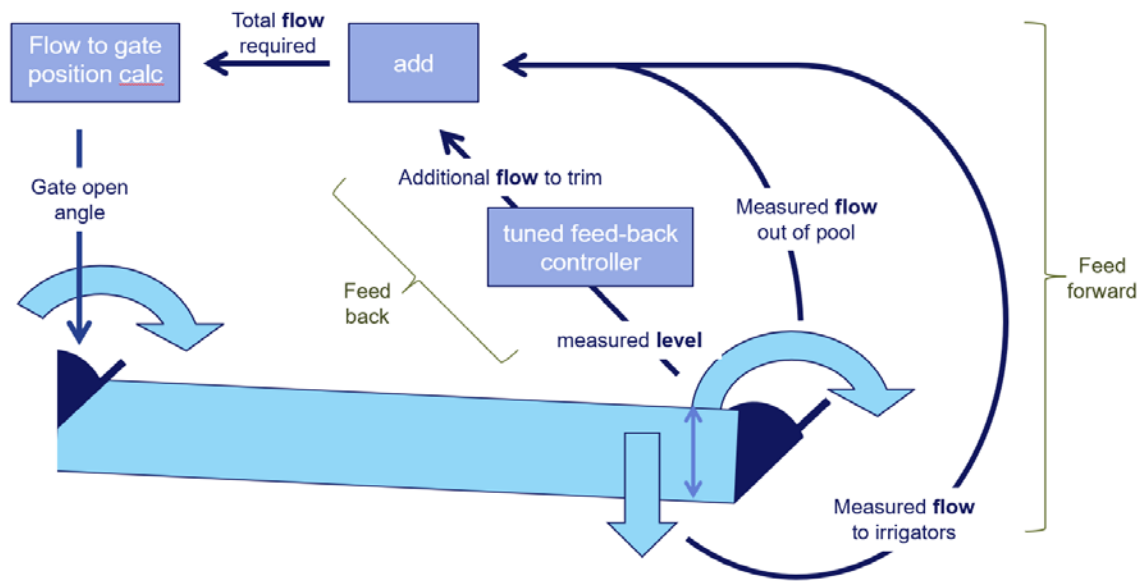 Total flow
required
Flow to gate
position calc
add
Gate open
angle
Additional flow to trim
Measured flow
out of pool
tuned feed-back
controller
Feed
back
Feed
forward
measured level
Measured flow
to irrigators